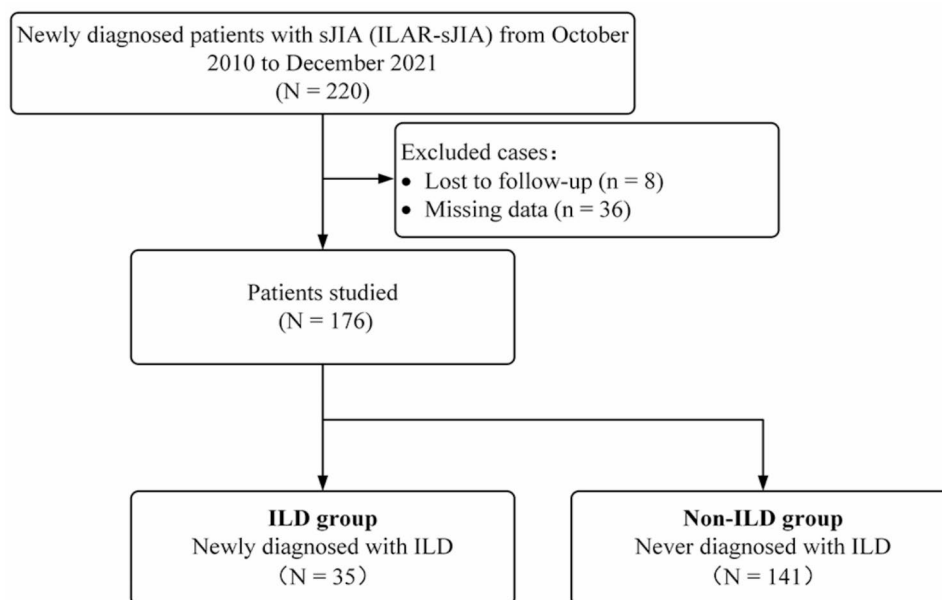 Newly diagnosed patients with sJIA (ILAR-sJIA) from October
2010 to December 2021
(N = 220)
Excluded cases：
• Lost to follow-up (n = 8)
• Missing data (n = 36)
Patients studied
(N = 176)
ILD group
Newly diagnosed with ILD
（N = 35）
Non-ILD group
Never diagnosed with ILD
（N = 141）